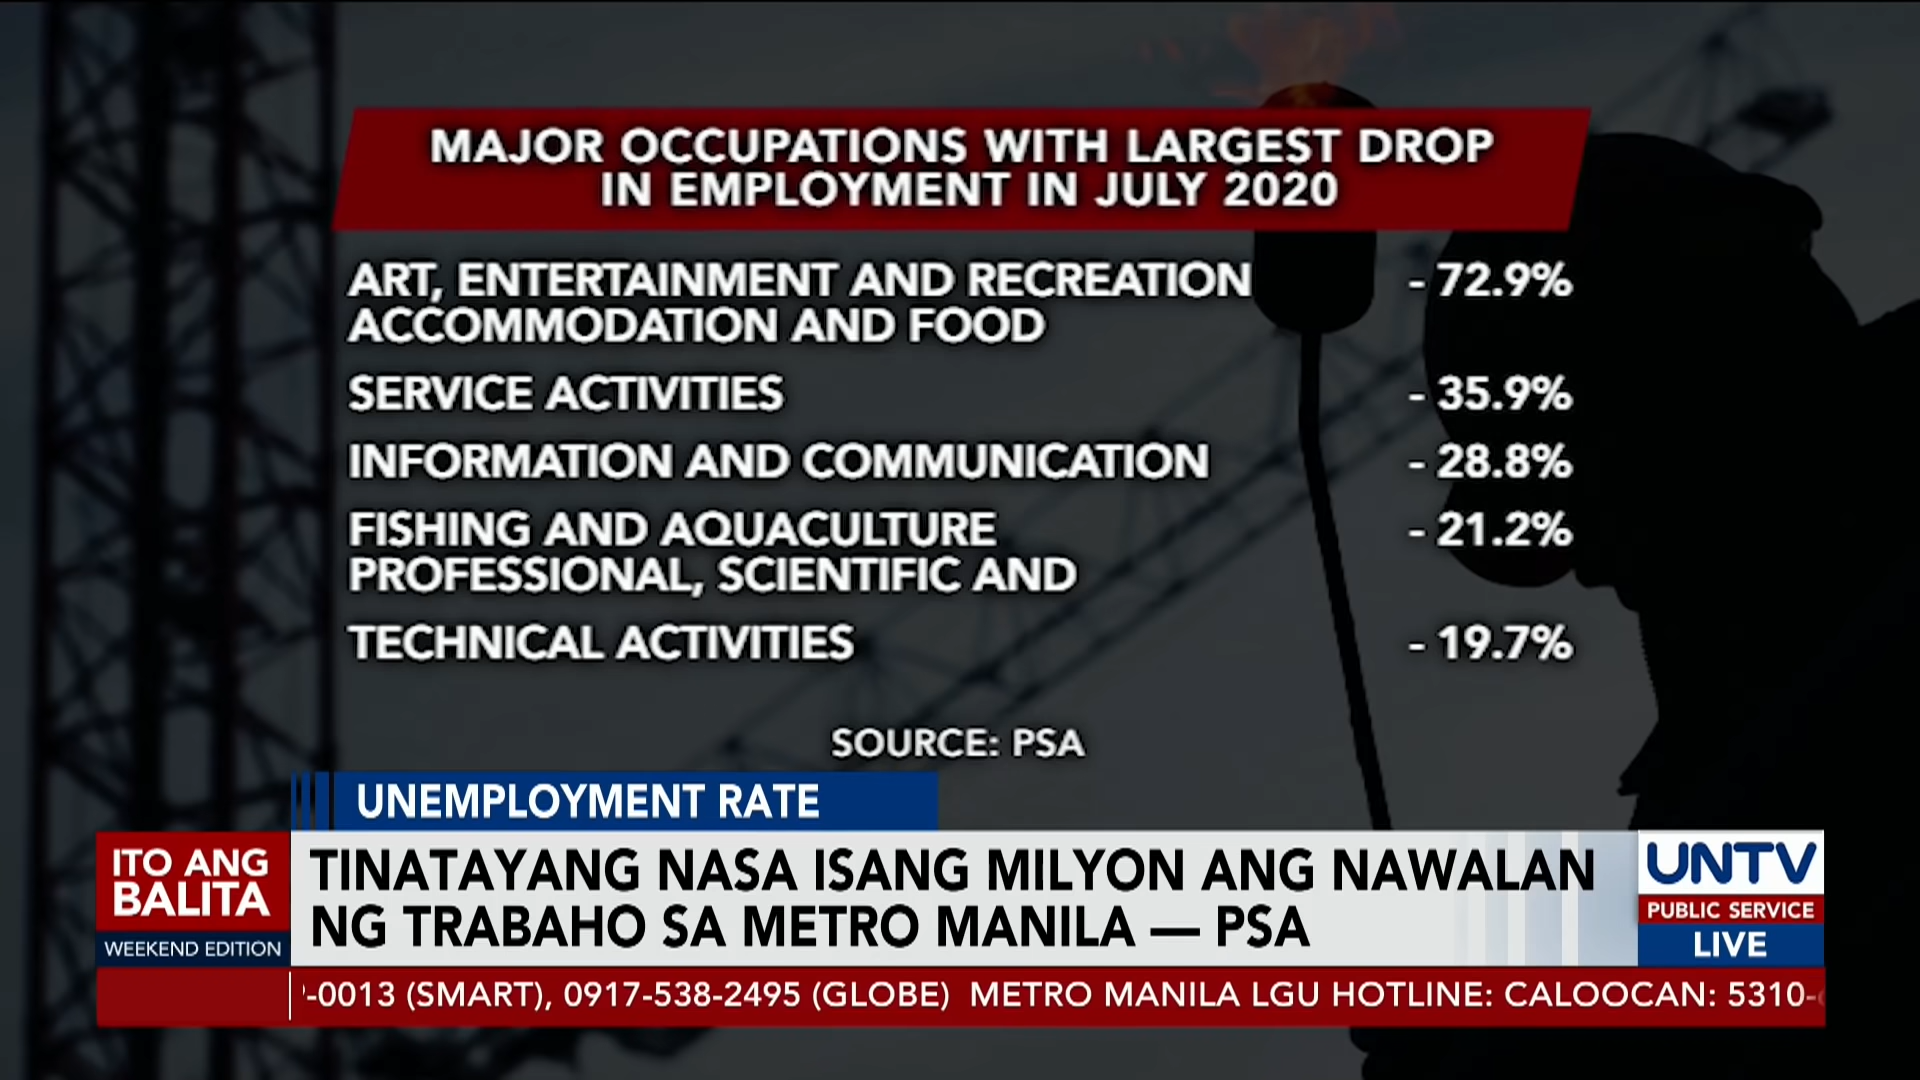 MAJOR OCCUPATIONS WITH LARGEST DROP
IN EMPLOYMENT IN JULY 2020
ART, ENTERTAINMENT AND RECREATION - 72.9%
ACCOMMODATION AND FOOD
SERVICE ACTIVITIES - 35.9%
INFORMATION AND COMMUNICATION - 28.8%
FISHING AND AQUACULTURE - 21.2%
PROFESSIONAL, SCIENTIFIC AND
TECHNICAL ACTIVITIES - 19.7%
SOURCE: PSA
UNEMPLOYMENT RATE
ITO ANG
BALITA
WEEKEND EDITION
TINATAYANG NASA ISANG MILYON ANG NAWALAN
NG TRABAHO SA METRO MANILA — PSA
UNTV
PUBLIC SERVICE
LIVE
-0013 (SMART), 0917-538-2495 (GLOBE) METRO MANILA LGU HOTLINE: CALOOCAN: 5310-